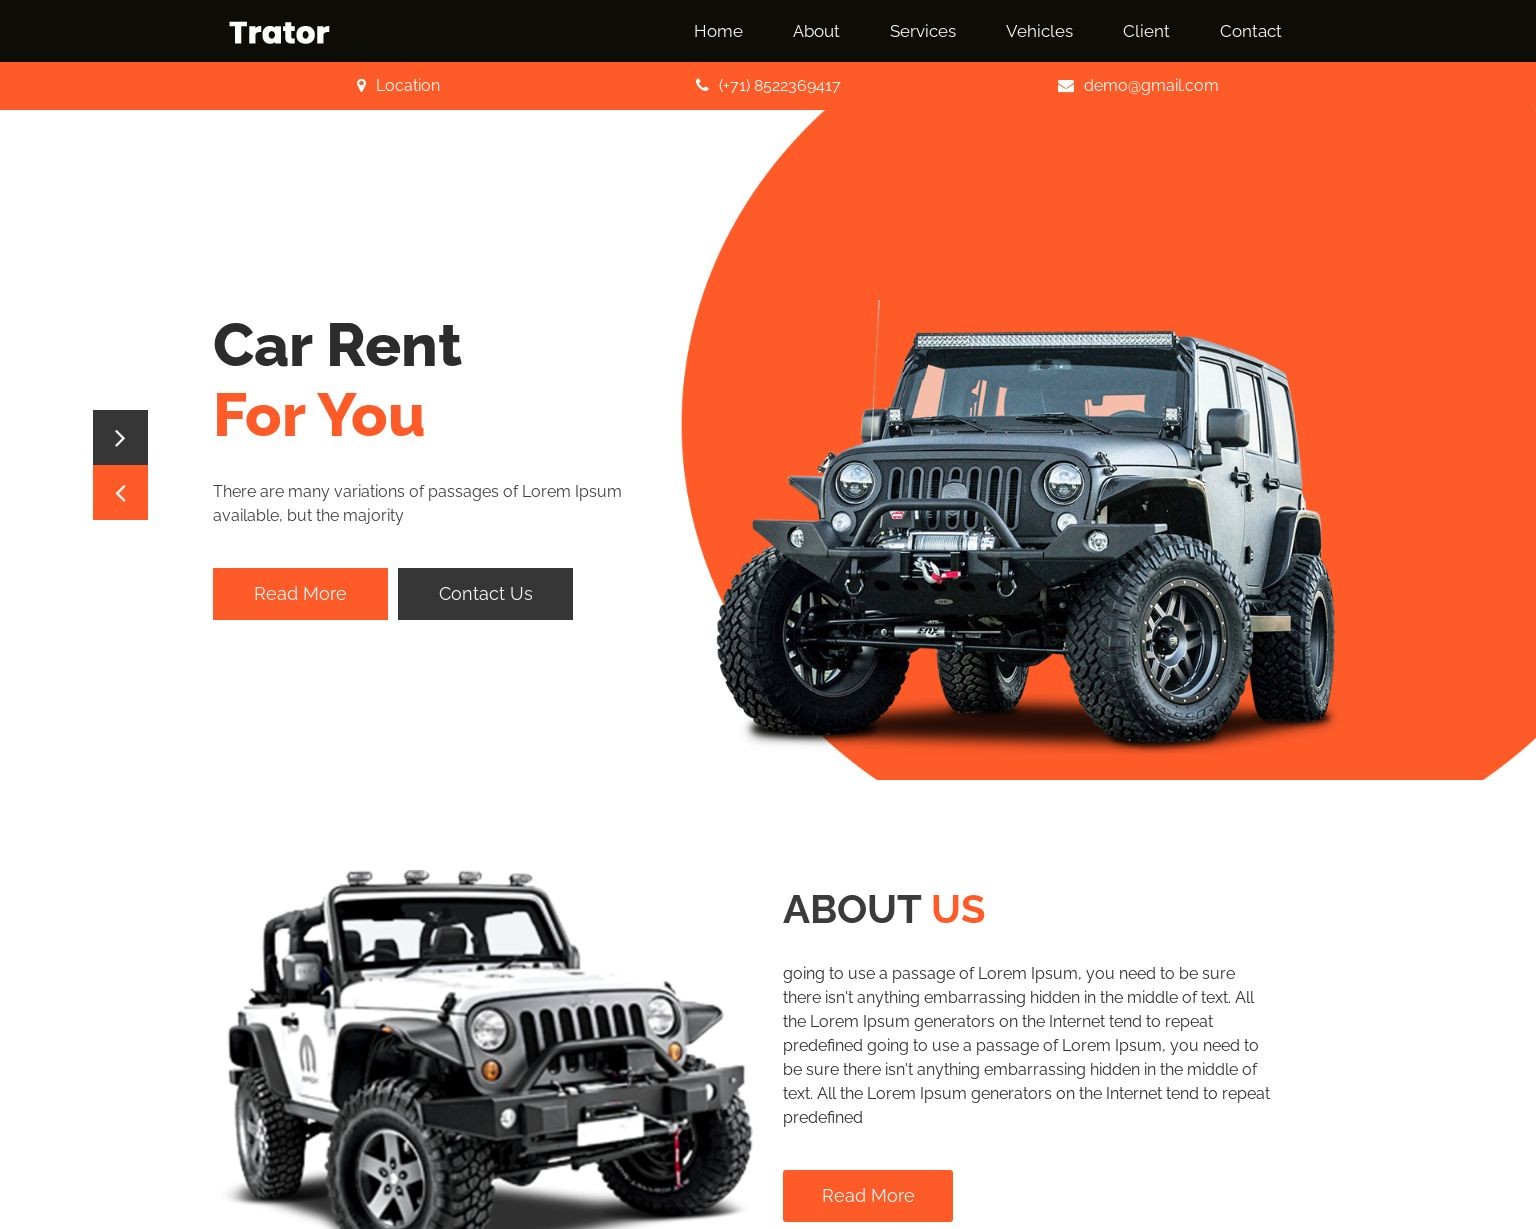 Trator
Home
About
Services
Vehicles
Client
Contact
Location
(+71) 8522369417
demo@gmail.com
Car Rent
For You
There are many variations of passages of Lorem Ipsum
available, but the majority
Read More
Contact Us
ABOUT US
going to use a passage of Lorem Ipsum, you need to be sure
there isn't anything embarrassing hidden in the middle of text. All
the Lorem Ipsum generators on the Internet tend to repeat
predefined going to use a passage of Lorem Ipsum, you need to
be sure there isn't anything embarrassing hidden in the middle of
text. All the Lorem Ipsum generators on the Internet tend to repeat
predefined
Read More